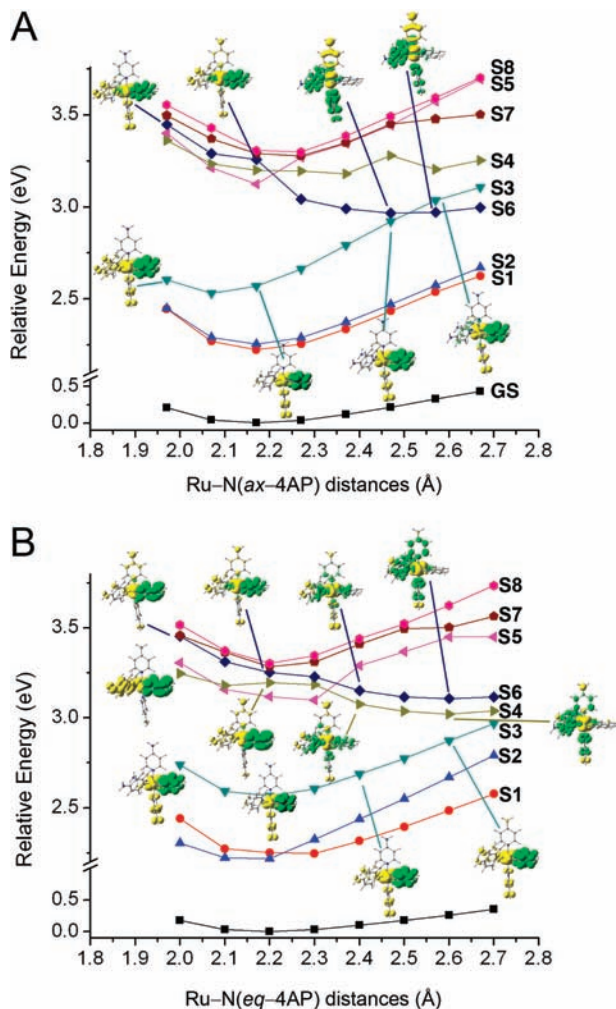 A
S8
S5
3.5
S7
S4
S3
3.0
S6
Relative Energy (eV)
S2
2.5
S1
0.5
0.0
GS
1.8 1.9 2.0 2.1 2.2 2.3 2.4 2.5 2.6 2.7 2.8
Ru–N(ax–4AP) distances (Å)
B
S8
S7
3.5
S5
S6
S4
3.0
S3
Relative Energy (eV)
S2
S1
2.5
0.5
0.0
1.8 1.9 2.0 2.1 2.2 2.3 2.4 2.5 2.6 2.7 2.8
Ru–N(eq–4AP) distances (Å)